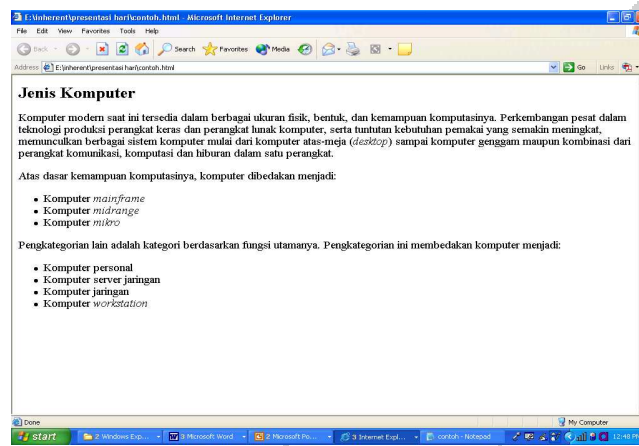 E:\inherent\presentasi hari\contoh.html - Microsoft Internet Explorer
File Edit View Favorites Tools Help
Back Search Favorites Media
Address E:\inherent\presentasi hari\contoh.html Go Links
Jenis Komputer
Komputer modern saat ini tersedia dalam berbagai ukuran fisik, bentuk, dan kemampuan komputasinya. Perkembangan pesat dalam
teknologi produksi perangkat keras dan perangkat lunak komputer, serta tuntutan kebutuhan pemakai yang semakin meningkat,
memunculkan berbagai sistem komputer mulai dari komputer atas-meja (desktop) sampai komputer genggam maupun kombinasi dari
perangkat komunikasi, komputasi dan hiburan dalam satu perangkat.
Atas dasar kemampuan komputasinya, komputer dibedakan menjadi:
• Komputer mainframe
• Komputer midrange
• Komputer mikro
Pengkategorian lain adalah kategori berdasarkan fungsi utamanya. Pengkategorian ini membedakan komputer menjadi:
• Komputer personal
• Komputer server jaringan
• Komputer jaringan
• Komputer workstation
Done My Computer
start 2 Windows Exp... 3 Microsoft Word 2 Microsoft Po... 3 Internet Expl... contoh - Notepad 12:48 PM